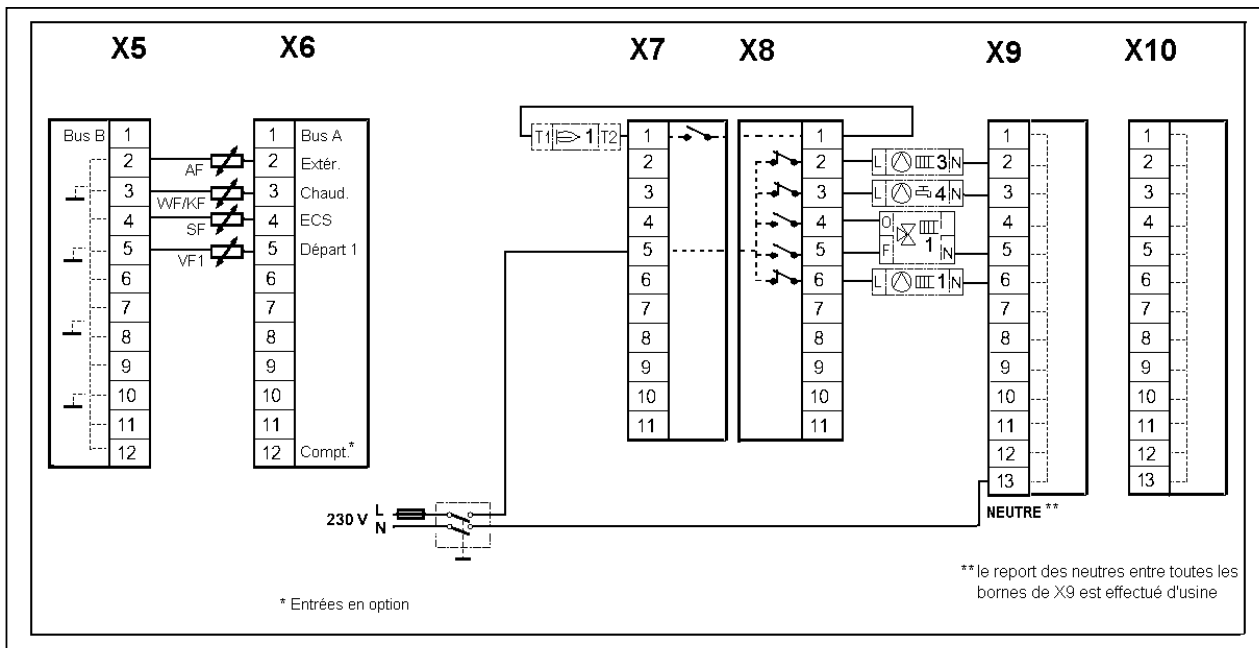 X5 X6 X7 X8 X9 X10
Bus B 1 1 Bus A T1 1 T2 1 1 1 1
2 AF 2 Extér. 2 2 L 3 N 2 2
3 WF/KF 3 Chaud. 3 3 L 4 N 3 3
4 SF 4 ECS 4 4 O 4 4
5 VF1 5 Départ 1 5 5 F 1 N 5 5
6 6 6 6 L 1 N 6 6
7 7 7 7 7 7
8 8 8 8 8 8
9 9 9 9 9 9
10 10 10 10 10 10
11 11 11 11 11 11
12 12 Compt.* 12 12
13 13
NEUTRE **
230 V L
N
* Entrées en option
** le report des neutres entre toutes les
bornes de X9 est effectué d'usine